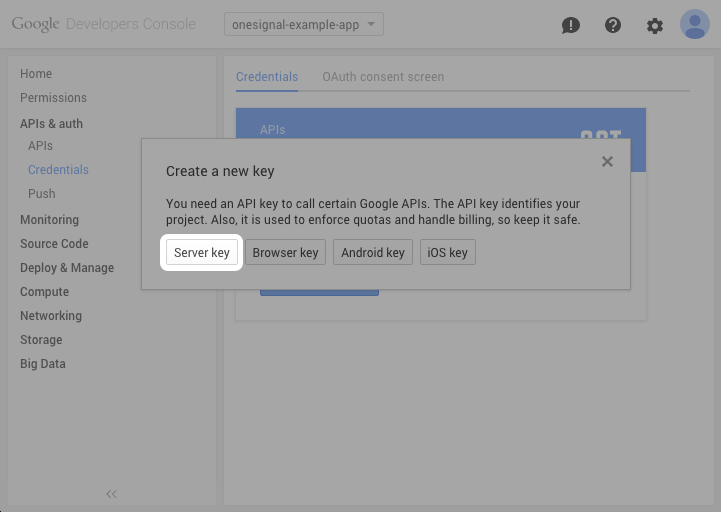 Google Developers Console
onesignal-example-app
Home
Permissions
APIs & auth
APIs
Credentials
Push
Monitoring
Source Code
Deploy & Manage
Compute
Networking
Storage
Big Data
Credentials
OAuth consent screen
APIs
Create a new key
You need an API key to call certain Google APIs. The API key identifies your
project. Also, it is used to enforce quotas and handle billing, so keep it safe.
Server key
Browser key
Android key
iOS key